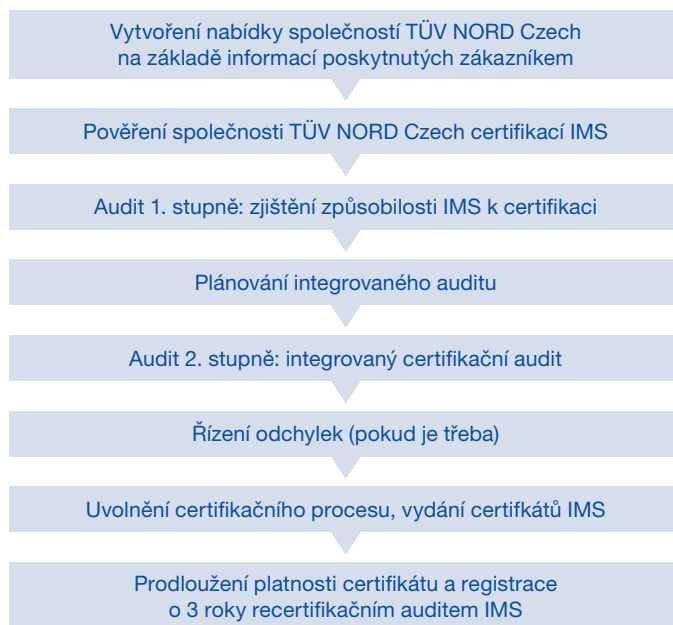 Vytvoření nabídky společností TÜV NORD Czech
na základě informací poskytnutých zákazníkem
Pověření společnosti TÜV NORD Czech certifikací IMS
Audit 1. stupně: zjištění způsobilosti IMS k certifikaci
Plánování integrovaného auditu
Audit 2. stupně: integrovaný certifikační audit
Řízení odchylek (pokud je třeba)
Uvolnění certifikačního procesu, vydání certifkátů IMS
Prodloužení platnosti certifikátu a registrace
o 3 roky recertifikačním auditem IMS